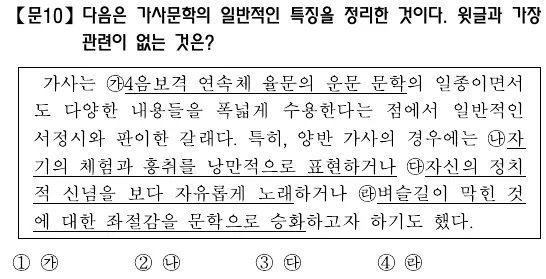 【문10】 다음은 가사문학의 일반적인 특징을 정리한 것이다. 윗글과 가장
관련이 없는 것은?
가사는 ㉮4음보격 연속체 율문의 운문 문학의 일종이면서
도 다양한 내용들을 폭넓게 수용한다는 점에서 일반적인
서정시와 판이한 갈래다. 특히, 양반 가사의 경우에는 ㉯자
기의 체험과 흥취를 낭만적으로 표현하거나 ㉰자신의 정치
적 신념을 보다 자유롭게 노래하거나 ㉱벼슬길이 막힌 것
에 대한 좌절감을 문학으로 승화하고자 하기도 했다.
① ㉮ ② ㉯ ③ ㉰ ④ ㉱